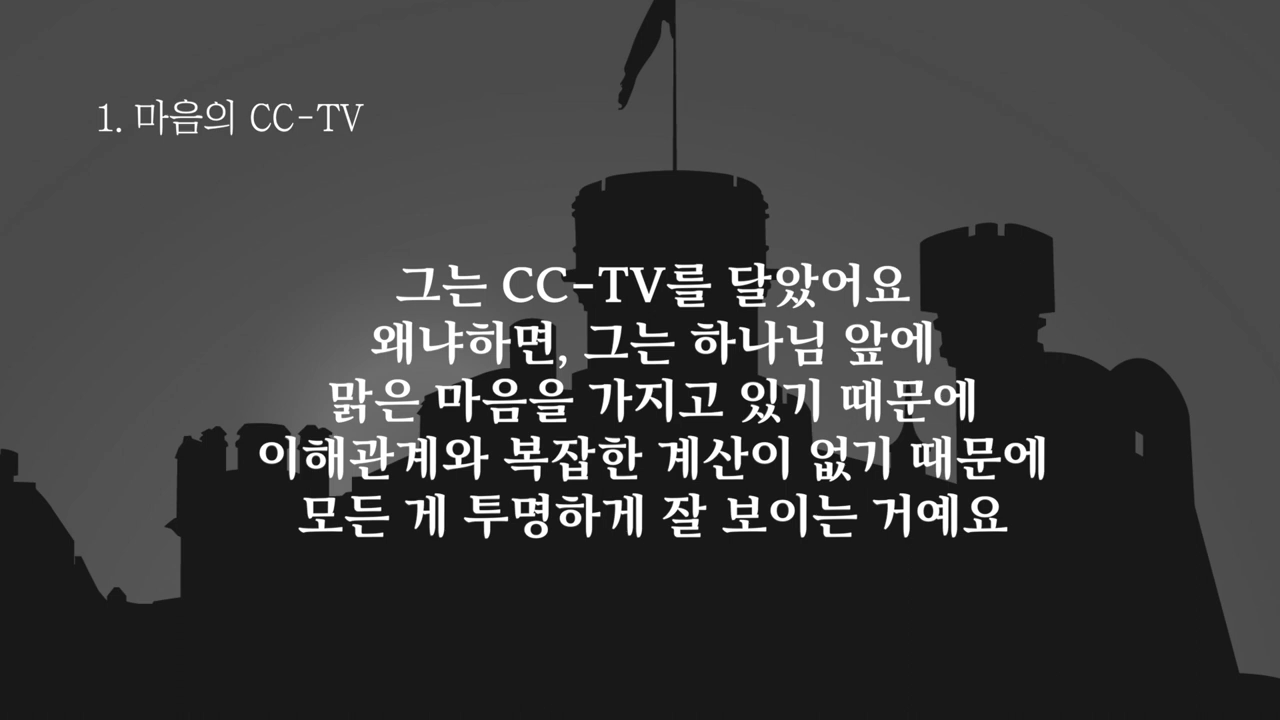 1. 마음의 CC-TV
그는 CC-TV를 달았어요
왜냐하면, 그는 하나님 앞에
맑은 마음을 가지고 있기 때문에
이해관계와 복잡한 계산이 없기 때문에
모든 게 투명하게 잘 보이는 거예요